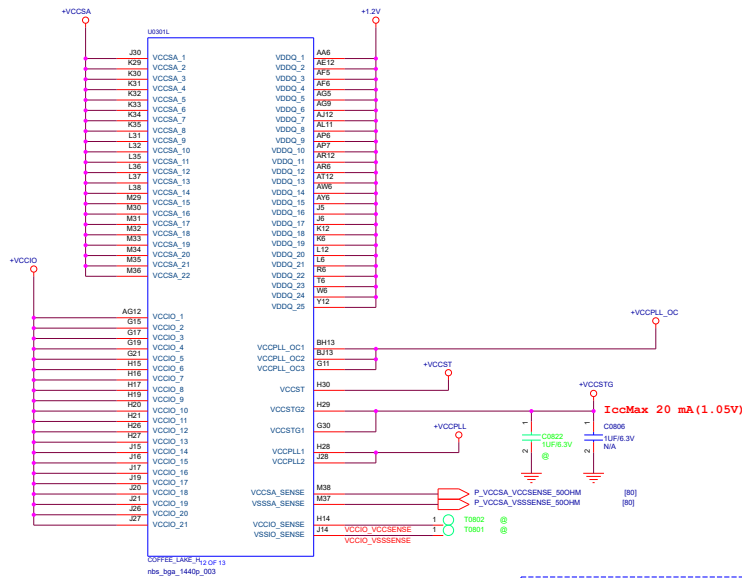 +VCCSA
+1.2V
U0301L
J30 VCCSA_1 VDDQ_1 AA6
K29 VCCSA_2 VDDQ_2 AE12
K30 VCCSA_3 VDDQ_3 AF5
K31 VCCSA_4 VDDQ_4 AF6
K32 VCCSA_5 VDDQ_5 AG5
K33 VCCSA_6 VDDQ_6 AG9
K34 VCCSA_7 VDDQ_7 AJ12
K35 VCCSA_8 VDDQ_8 AL11
L31 VCCSA_9 VDDQ_9 AP6
L32 VCCSA_10 VDDQ_10 AP7
L35 VCCSA_11 VDDQ_11 AR12
L36 VCCSA_12 VDDQ_12 AR6
L37 VCCSA_13 VDDQ_13 AT12
L38 VCCSA_14 VDDQ_14 AW6
M29 VCCSA_15 VDDQ_15 AY6
M30 VCCSA_16 VDDQ_16 J5
M31 VCCSA_17 VDDQ_17 J6
M32 VCCSA_18 VDDQ_18 K12
M33 VCCSA_19 VDDQ_19 K6
M34 VCCSA_20 VDDQ_20 L12
M35 VCCSA_21 VDDQ_21 L6
M36 VCCSA_22 VDDQ_22 R6
VDDQ_23 T6
VDDQ_24 W6
VDDQ_25 Y12
+VCCIO
+VCCPLL_OC
AG12 VCCIO_1
G15 VCCIO_2
G17 VCCIO_3
G19 VCCIO_4 VCCPLL_OC1 BH13
G21 VCCIO_5 VCCPLL_OC2 BJ13
H15 VCCIO_6 VCCPLL_OC3 G11
H16 VCCIO_7
H17 VCCIO_8 VCCST H30 +VCCST
H19 VCCIO_9
H20 VCCIO_10 VCCSTG2 H29 +VCCSTG
IccMax 20 mA(1.05V)
H21 VCCIO_11
H26 VCCIO_12 VCCSTG1 G30
H27 VCCIO_13
J15 VCCIO_14 VCCPLL1 H28 +VCCPLL
J16 VCCIO_15 VCCPLL2 J28
J17 VCCIO_16
J19 VCCIO_17
J20 VCCIO_18 VCCSA_SENSE M38 P_VCCSA_VCCSENSE_50OHM [80]
J21 VCCIO_19 VSSSA_SENSE M37 P_VCCSA_VSSSENSE_50OHM [80]
J26 VCCIO_20
J27 VCCIO_21 VCCIO_SENSE H14 VCCIO_VCCSENSE 1 T0802 @
VSSIO_SENSE J14 VCCIO_VSSSENSE 1 T0801 @
1 C0822 1UF/6.3V 2 @
1 C0806 1UF/6.3V 2 N/A
COFFEE_LAKE_H
12 OF 13
nbs_bga_1440p_003